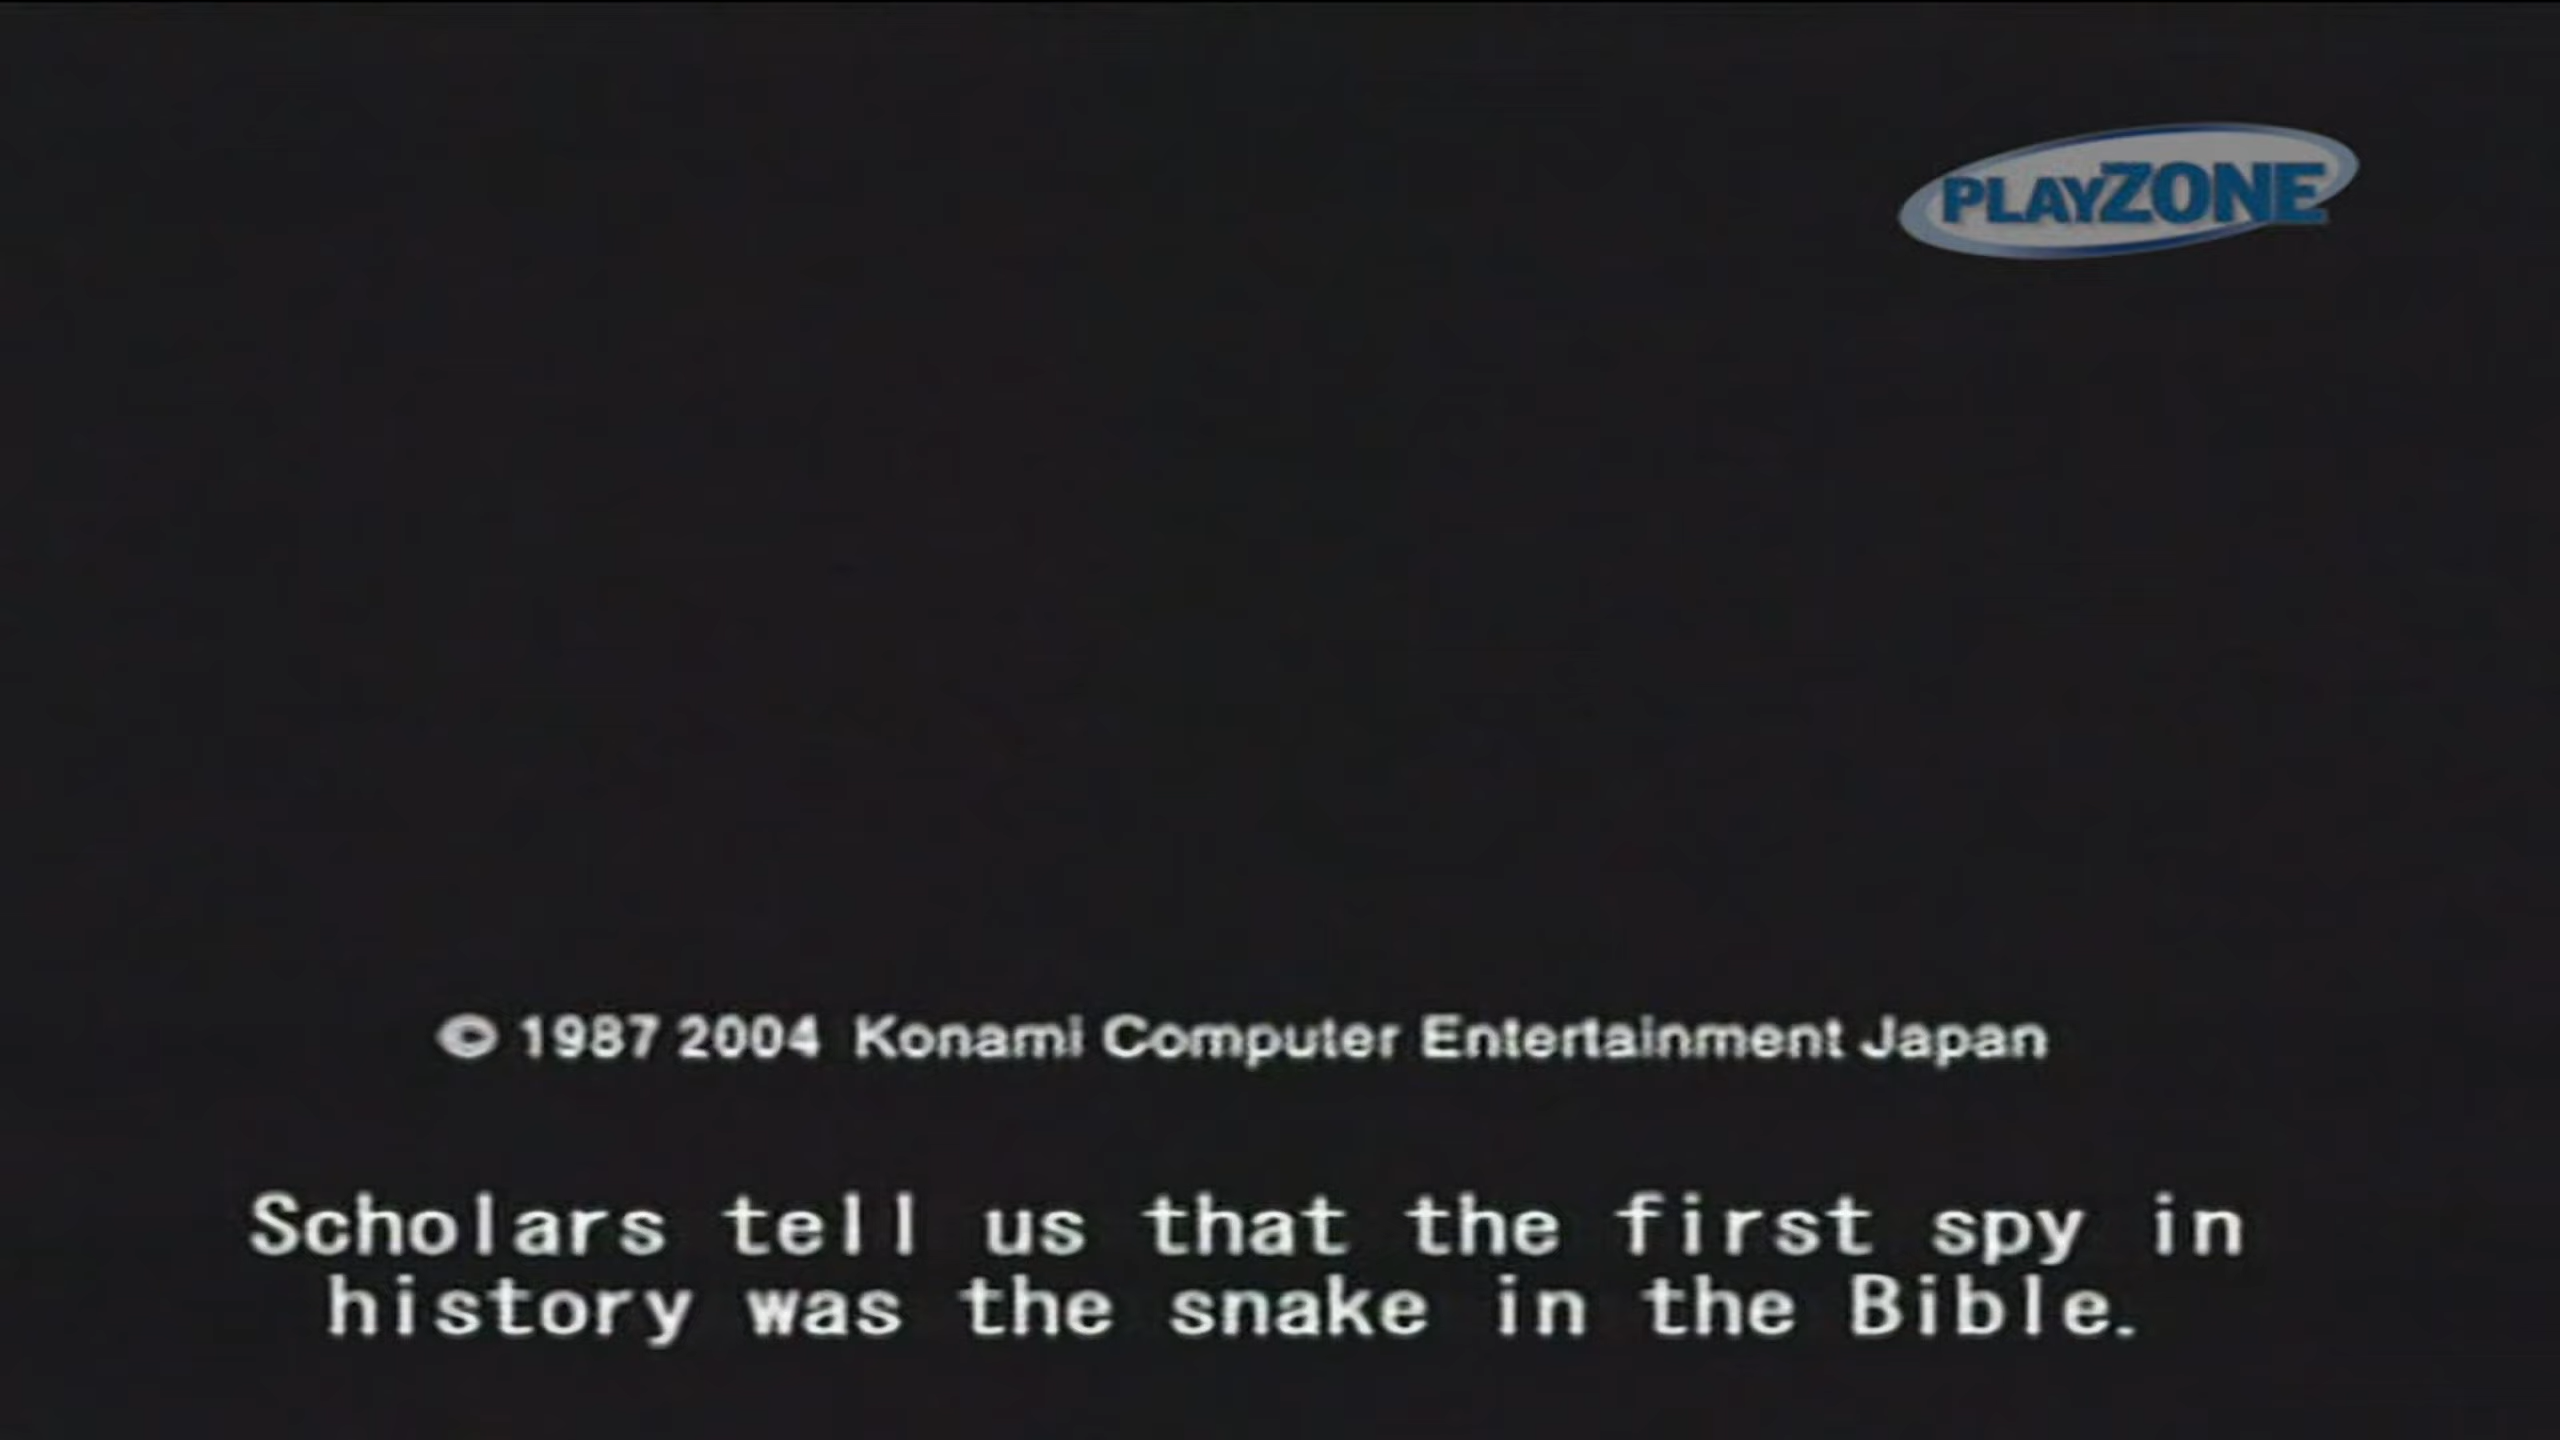 PLAYZONE
© 1987 2004 Konami Computer Entertainment Japan
Scholars tell us that the first spy in
history was the snake in the Bible.